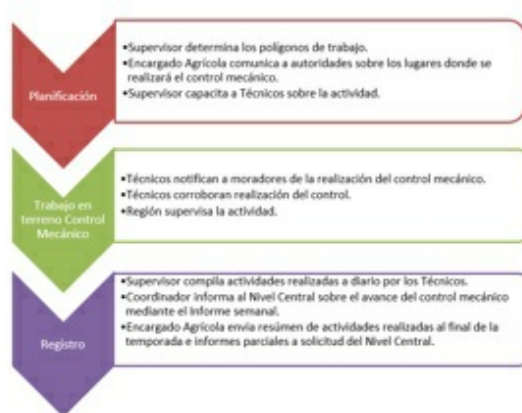 Planificación
•Supervisor determina los polígonos de trabajo.
•Encargado Agrícola comunica a autoridades sobre los lugares donde se
realizará el control mecánico.
•Supervisor capacita a Técnicos sobre la actividad.
Trabajo en
terreno Control
Mecánico
•Técnicos notifican a moradores de la realización del control mecánico.
•Técnicos corroboran realización del control.
•Región supervisa la actividad.
Registro
•Supervisor compila actividades realizadas a diario por los Técnicos.
•Coordinador informa al Nivel Central sobre el avance del control mecánico
mediante el Informe semanal.
•Encargado Agrícola envia resúmen de actividades realizadas al final de la
temporada e informes parciales a solicitud del Nivel Central.